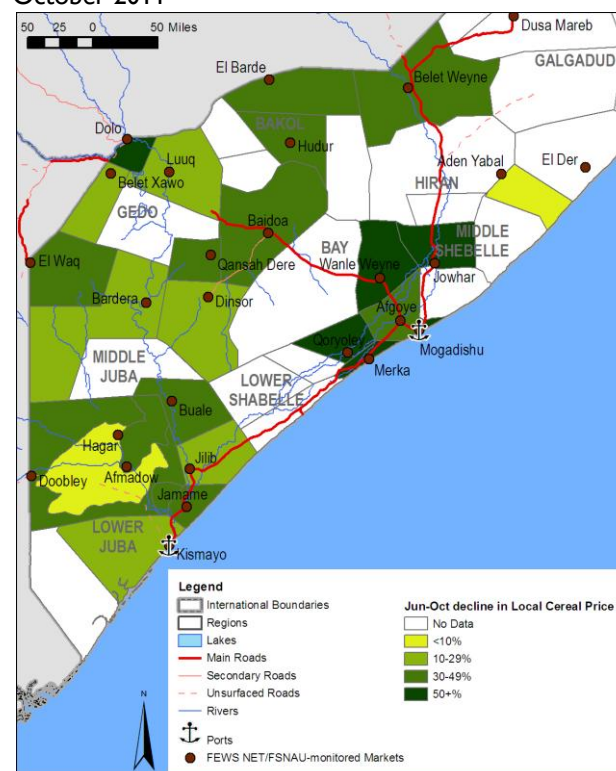 October 2011
50 25 0 50 Miles
Dusa Mareb
GALGADUD
El Barde
Belet Weyne
BAKOL
Dolo
Hudur
Luuq
Aden Yabal
El Der
Belet Xawo
HIRAN
GEDO
Baidoa
MIDDLE
SHEBELLE
BAY
El Waq
Qansah Dere
Wanle Weyne
Jowhar
Bardera
Dinsor
Afgoye
Mogadishu
Qoryoley
MIDDLE
JUBA
Merka
LOWER
SHABELLE
Buale
Hagar
Jilib
Doobley
Afmadow
Jamame
LOWER
JUBA
Kismayo
Legend
International Boundaries
Regions
Lakes
Main Roads
Secondary Roads
Unsurfaced Roads
Rivers
Ports
FEWS NET/FSNAU-monitored Markets
Jun-Oct decline in Local Cereal Price
No Data
<10%
10-29%
30-49%
50+%
N